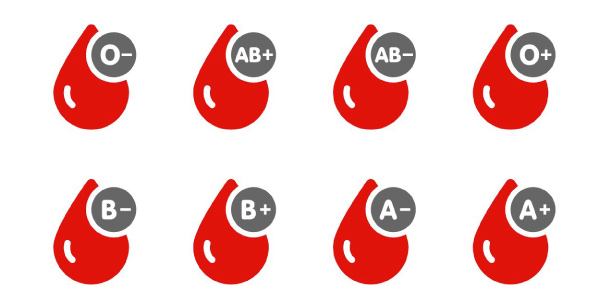 O− AB+ AB− O+
B− B+ A− A+